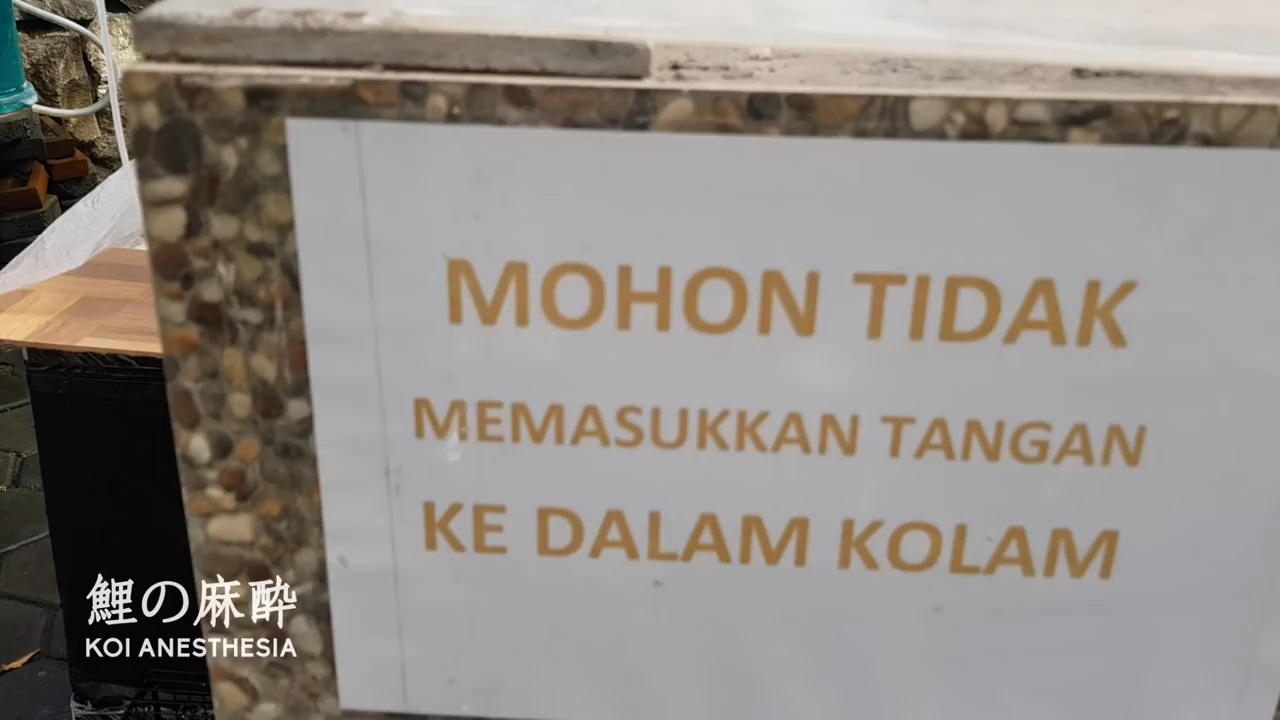 MOHON TIDAK
MEMASUKKAN TANGAN
KE DALAM KOLAM
鯉の麻酔
KOI ANESTHESIA